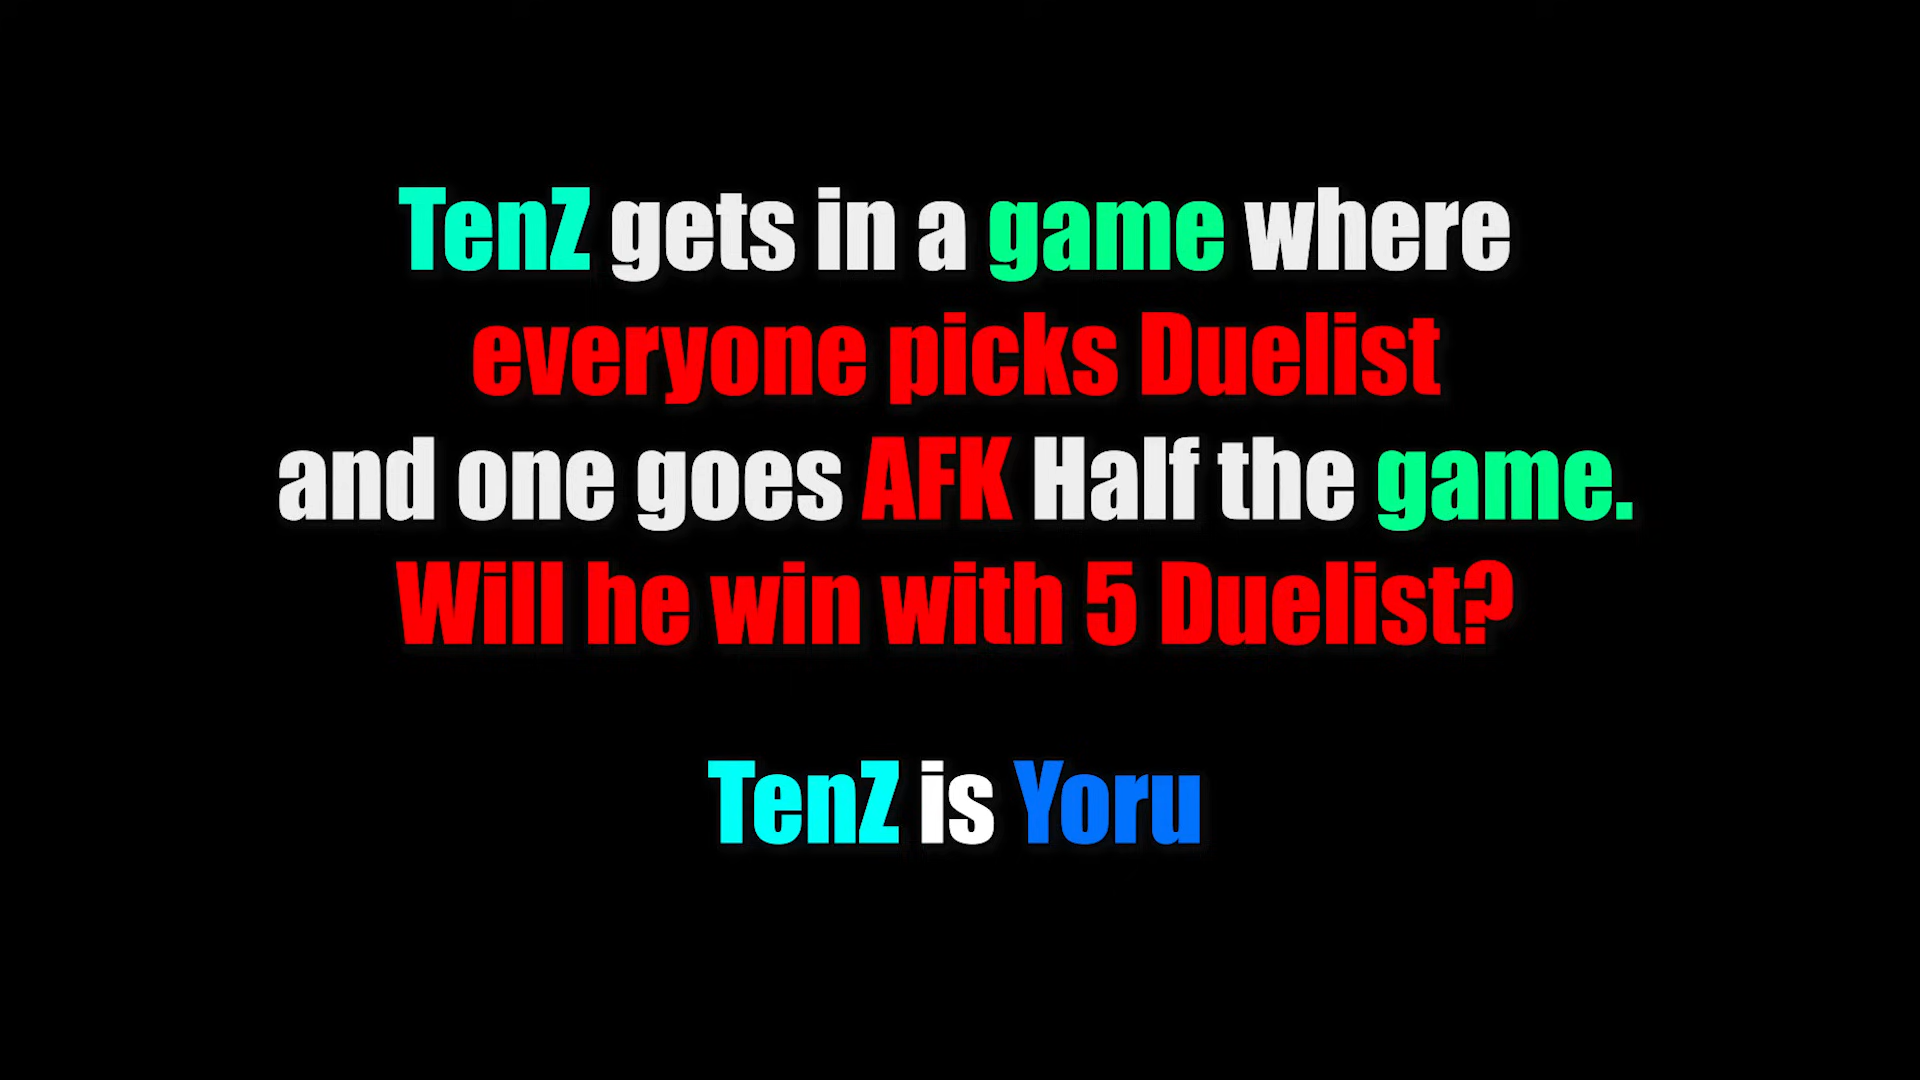 TenZ gets in a game where
everyone picks Duelist
and one goes AFK Half the game.
Will he win with 5 Duelist?
TenZ is Yoru